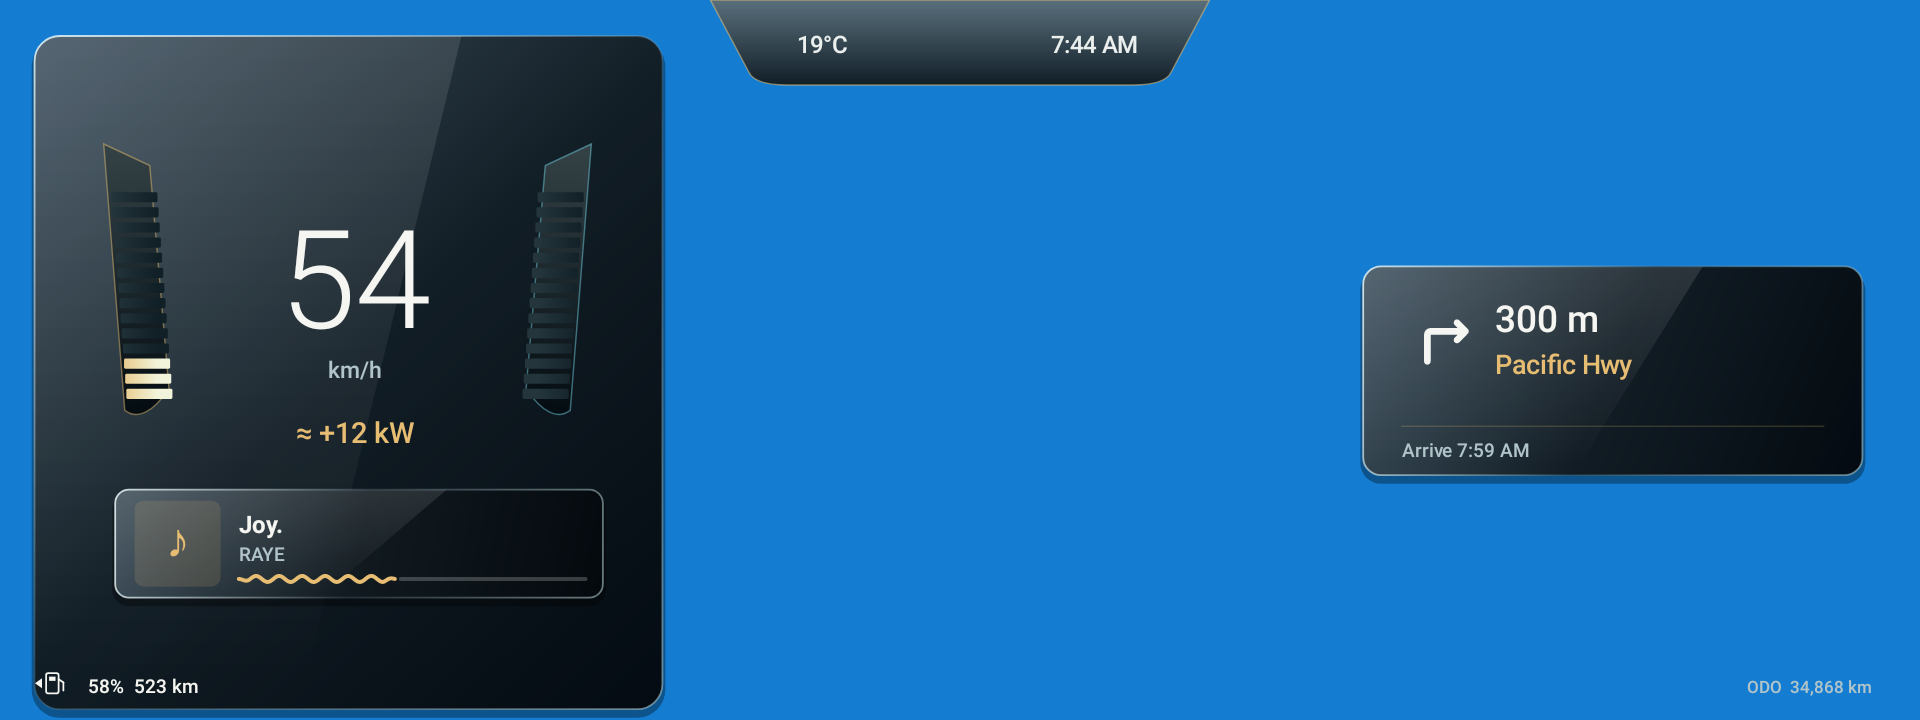 19°C
7:44 AM
54
km/h
≈ +12 kW
Joy.
RAYE
58% 523 km
300 m
Pacific Hwy
Arrive 7:59 AM
ODO 34,868 km